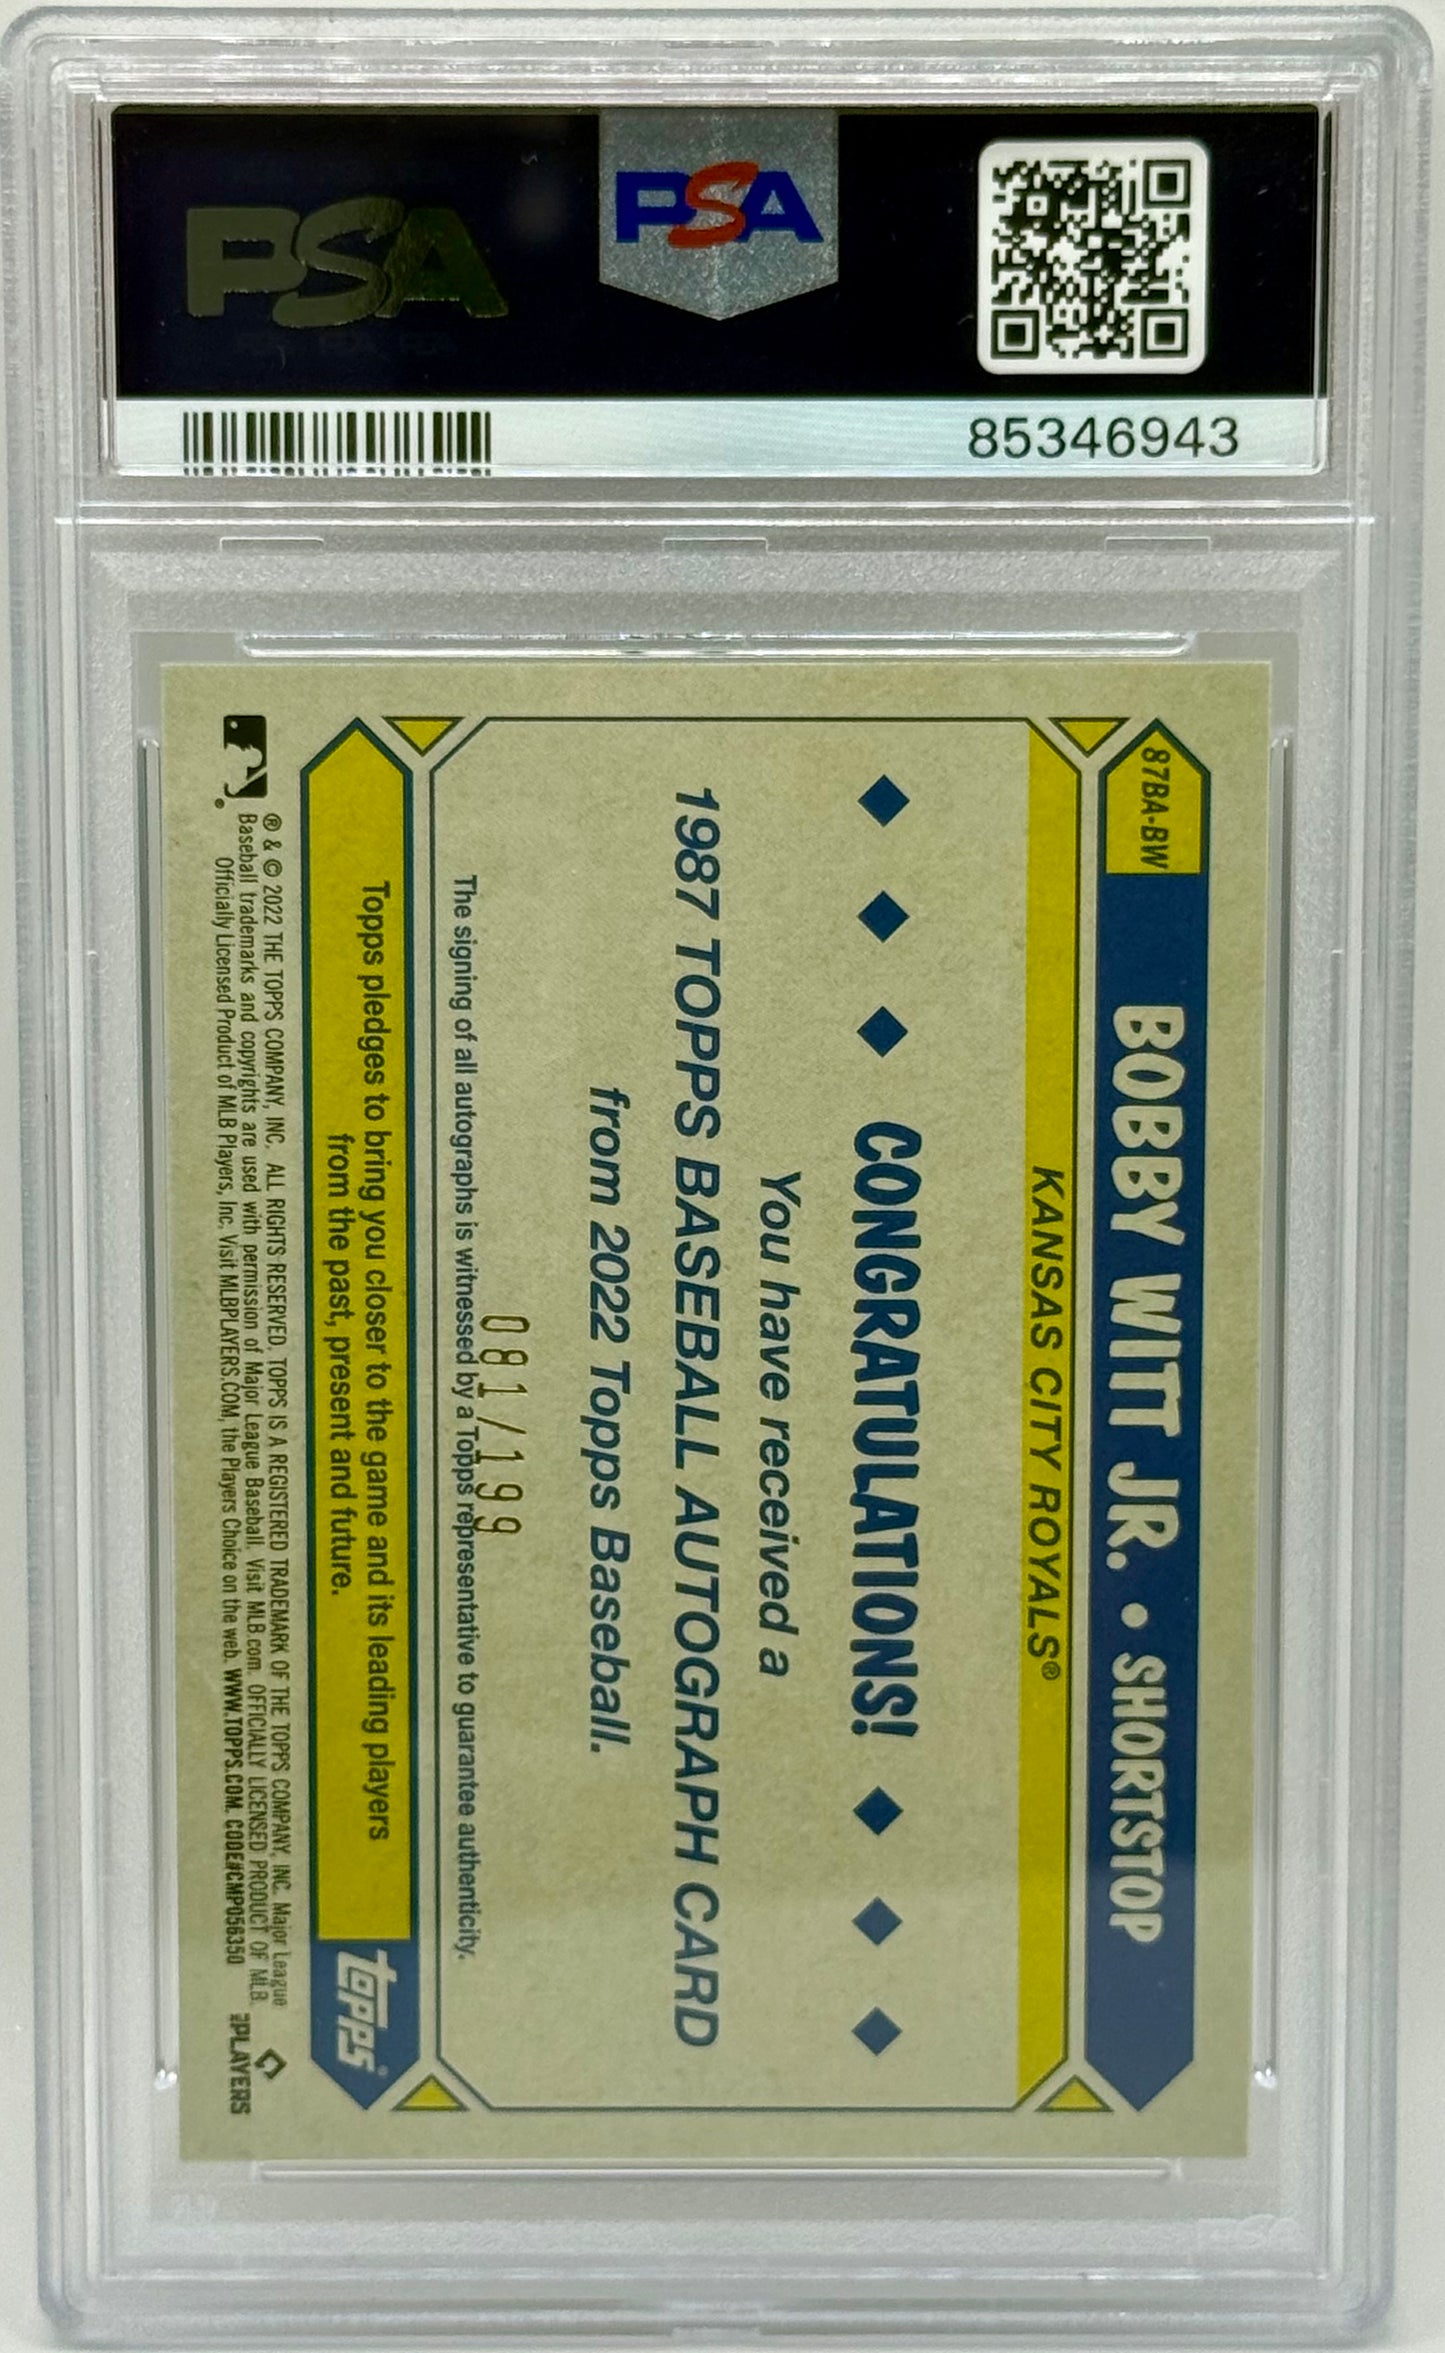 PSA
PSA
85346943
87BA-BW
BOBBY WITT JR. • SHORTSTOP
KANSAS CITY ROYALS®
CONGRATULATIONS!
You have received a
1987 TOPPS BASEBALL AUTOGRAPH CARD
from 2022 Topps Baseball.
081/199
The signing of all autographs is witnessed by a Topps representative to guarantee authenticity.
Topps pledges to bring you closer to the game and its leading players
from the past, present and future.
topps®
® & © 2022 THE TOPPS COMPANY, INC. ALL RIGHTS RESERVED. TOPPS IS A REGISTERED TRADEMARK OF THE TOPPS COMPANY, INC. Major League
Baseball trademarks and copyrights are used with permission of Major League Baseball. Visit MLB.com. OFFICIALLY LICENSED PRODUCT OF MLB
Officially Licensed Product of MLB Players, Inc. Visit MLBPLAYERS.COM, the Players Choice on the web. WWW.TOPPS.COM. CODE#CMP056350
PLAYERS